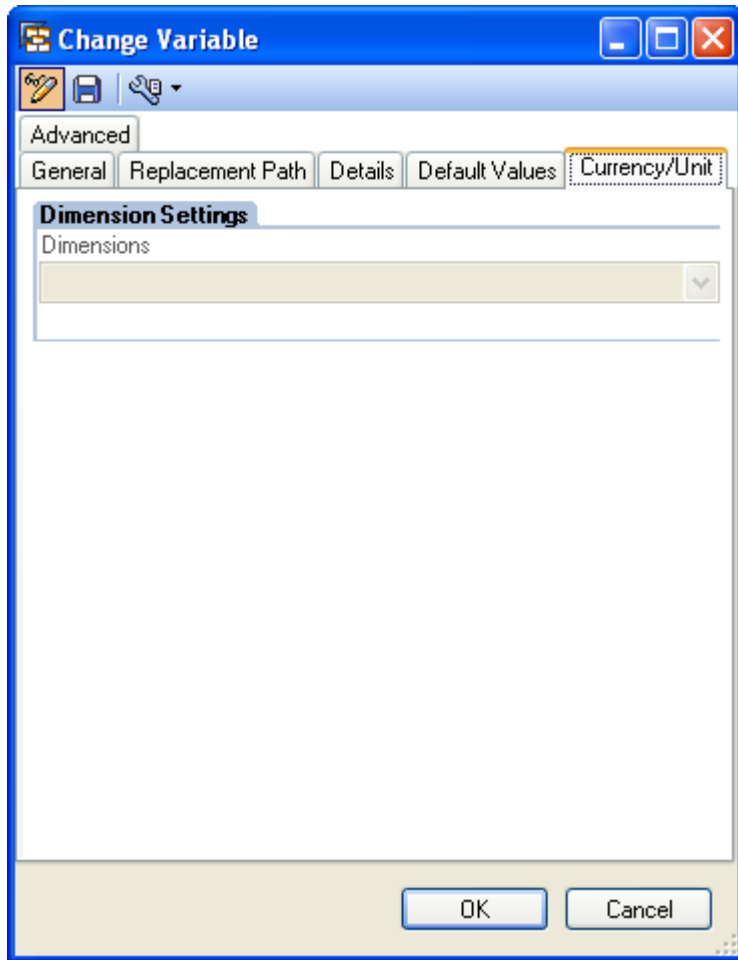 Change Variable
Advanced
General Replacement Path Details Default Values Currency/Unit
Dimension Settings
Dimensions
OK Cancel